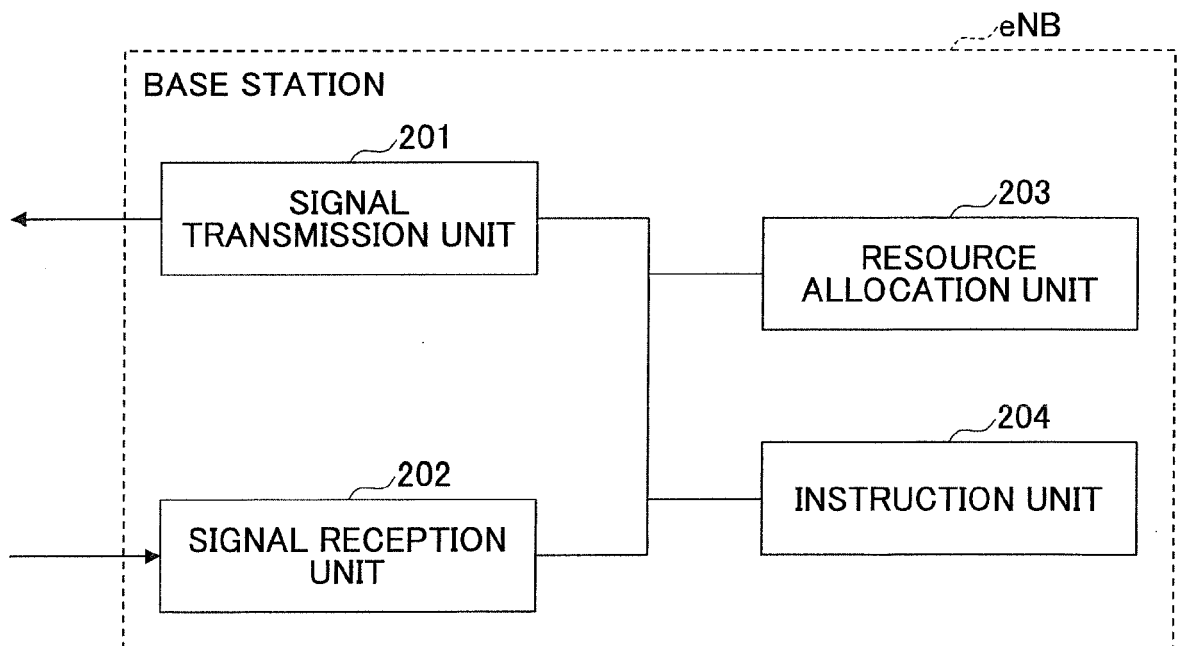 eNB
BASE STATION
201
SIGNAL
TRANSMISSION UNIT
203
RESOURCE
ALLOCATION UNIT
202
SIGNAL RECEPTION
UNIT
204
INSTRUCTION UNIT